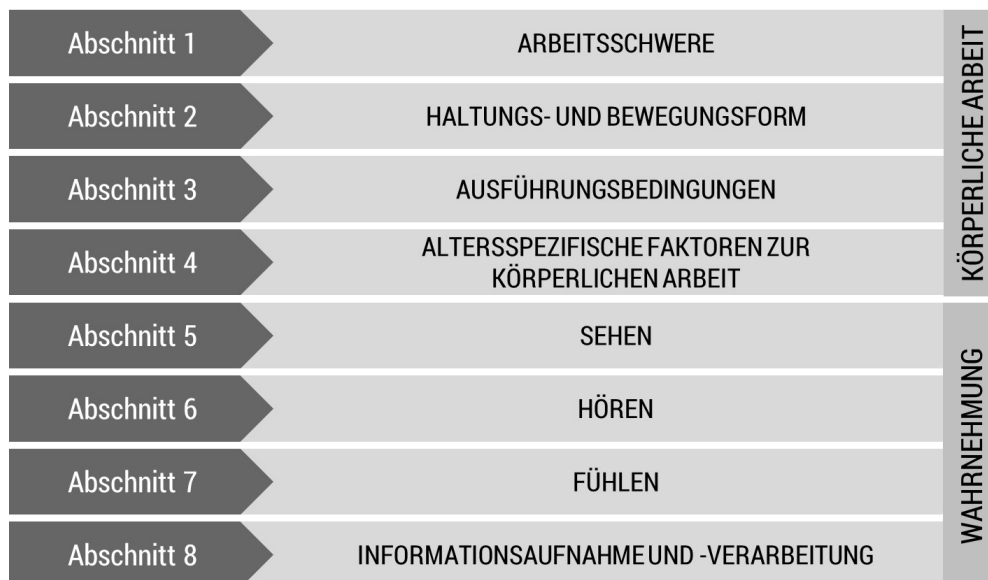 Abschnitt 1
ARBEITSSCHWERE
Abschnitt 2
HALTUNGS- UND BEWEGUNGSFORM
Abschnitt 3
AUSFÜHRUNGSBEDINGUNGEN
Abschnitt 4
ALTERSSPEZIFISCHE FAKTOREN ZUR
KÖRPERLICHEN ARBEIT
KÖRPERLICHE ARBEIT
Abschnitt 5
SEHEN
Abschnitt 6
HÖREN
Abschnitt 7
FÜHLEN
Abschnitt 8
INFORMATIONSAUFNAHME UND -VERARBEITUNG
WAHRNEHMUNG